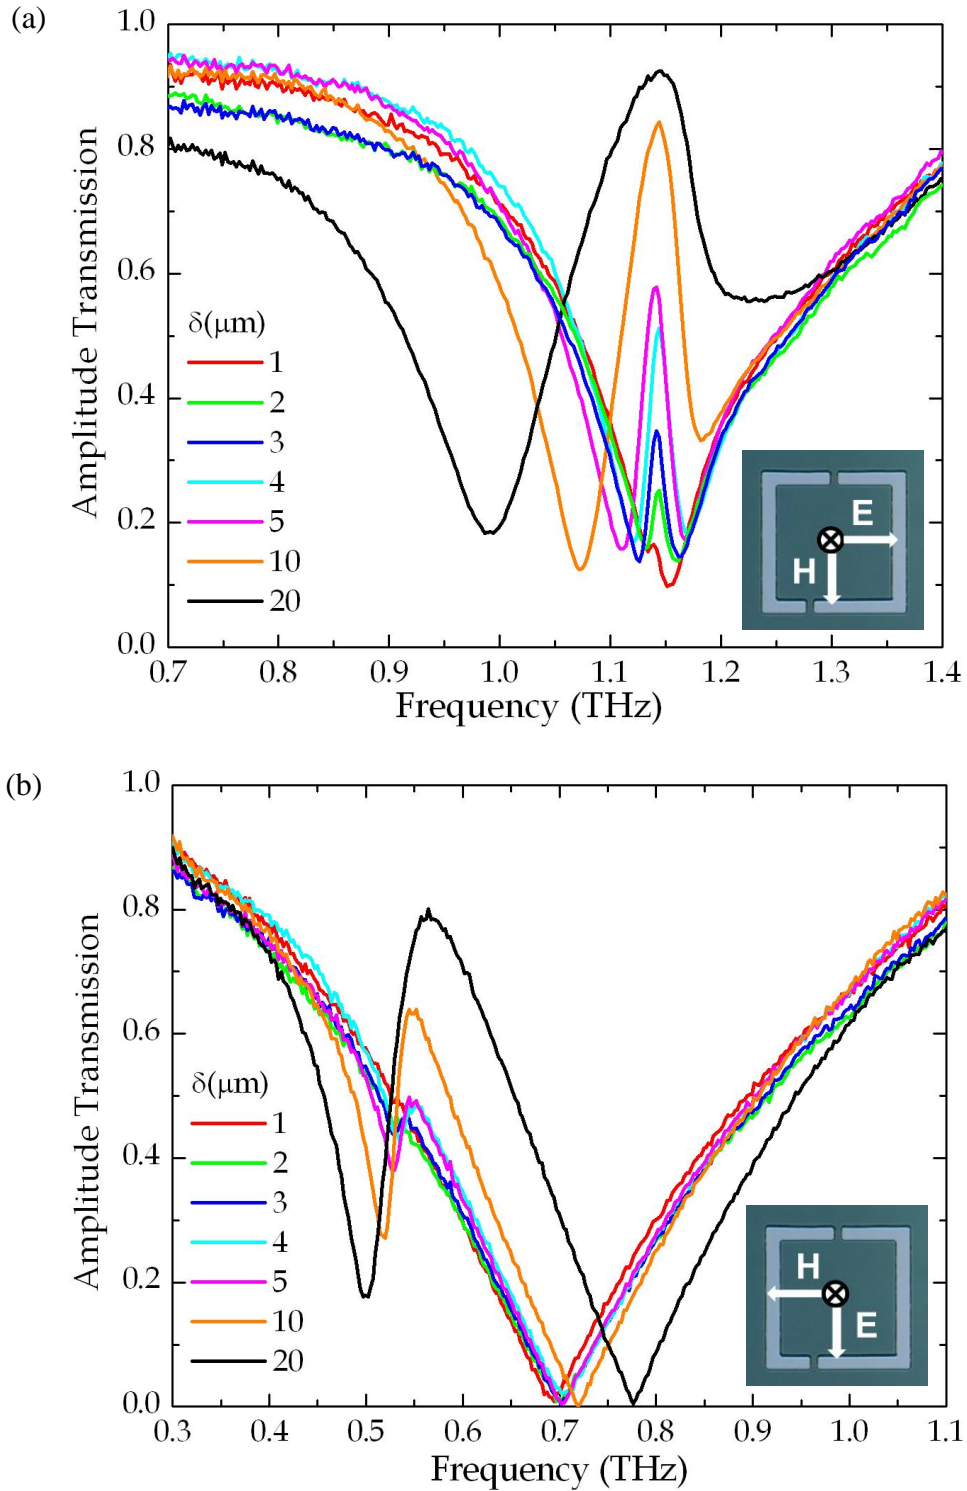 (a)
1.0
0.8
0.6
0.4
0.2
0.0
Amplitude Transmission
δ(μm)
1
2
3
4
5
10
20
E
H
0.7 0.8 0.9 1.0 1.1 1.2 1.3 1.4
Frequency (THz)
(b)
1.0
0.8
0.6
0.4
0.2
0.0
Amplitude Transmission
δ(μm)
1
2
3
4
5
10
20
H
E
0.3 0.4 0.5 0.6 0.7 0.8 0.9 1.0 1.1
Frequency (THz)